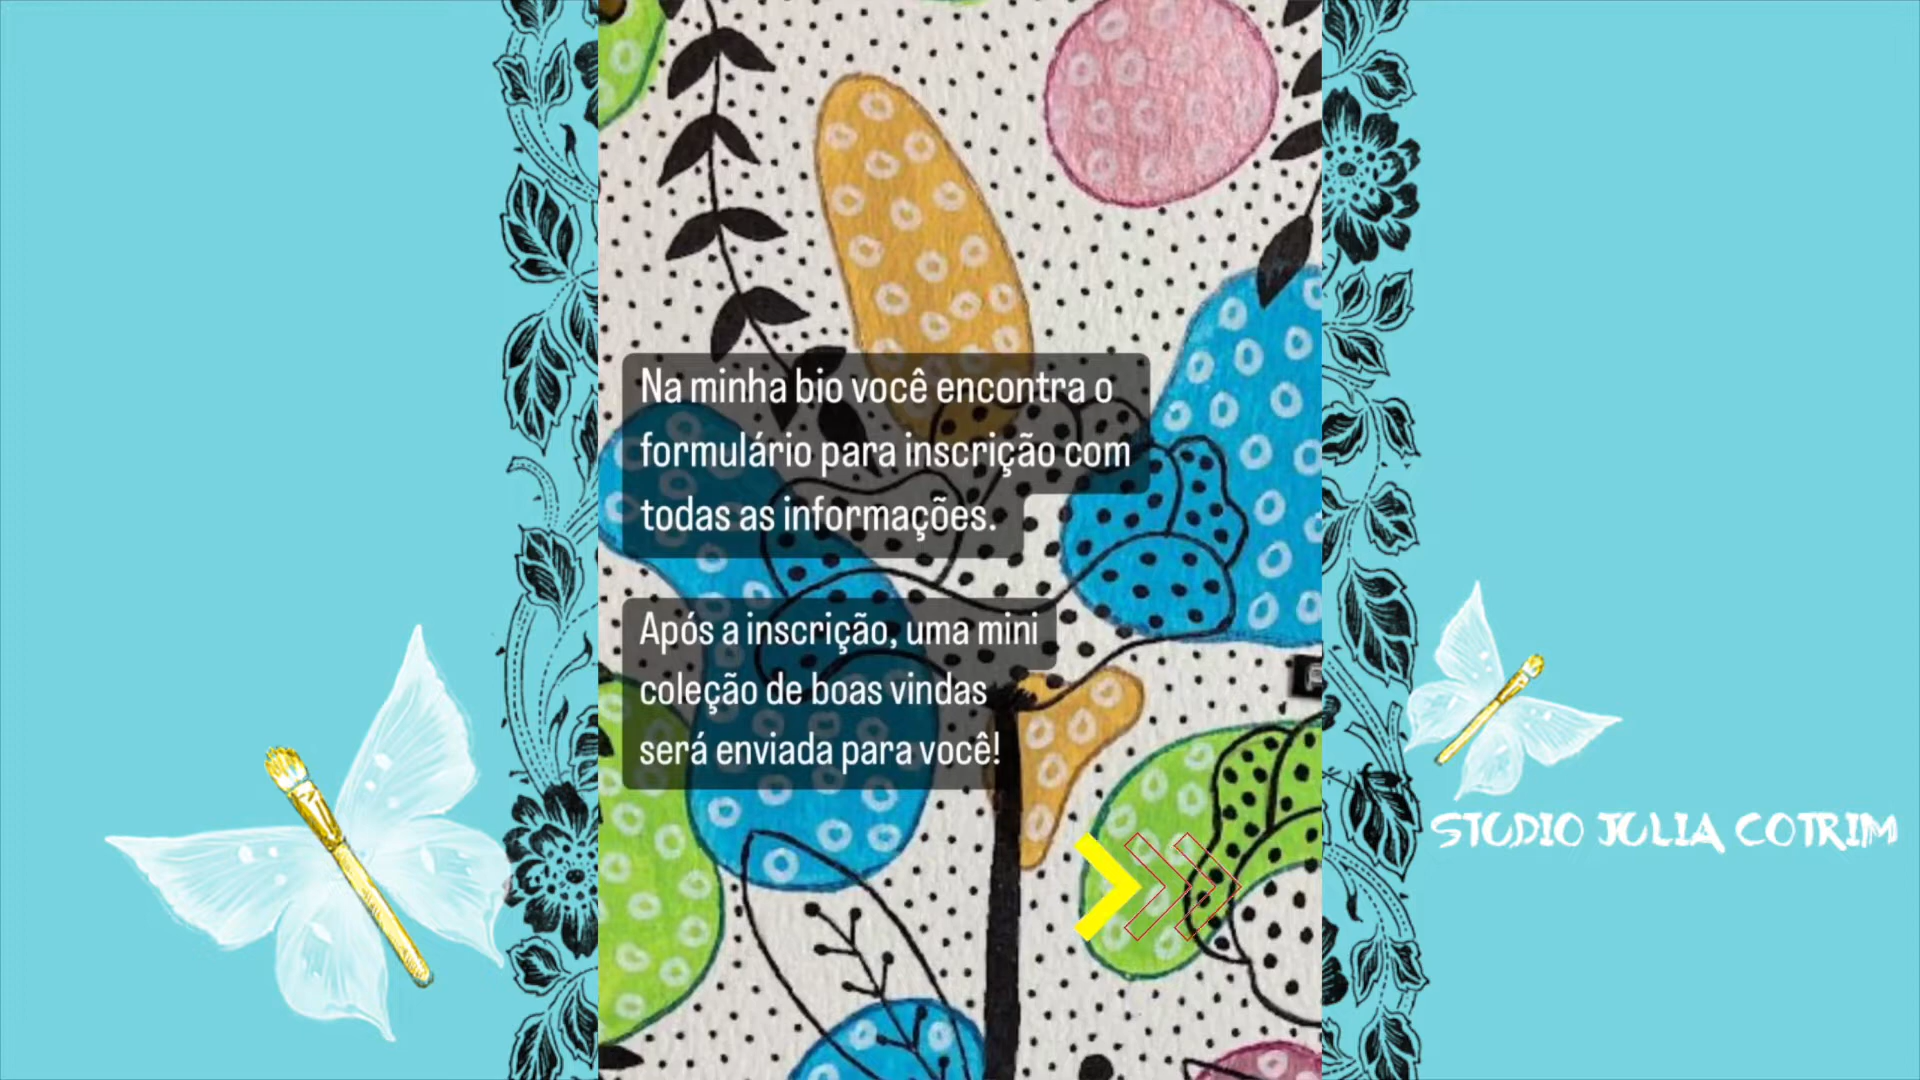 Na minha bio você encontra o
formulário para inscrição com
todas as informações.
Após a inscrição, uma mini
coleção de boas vindas
será enviada para você!
STUDIO JULIA COTRIM